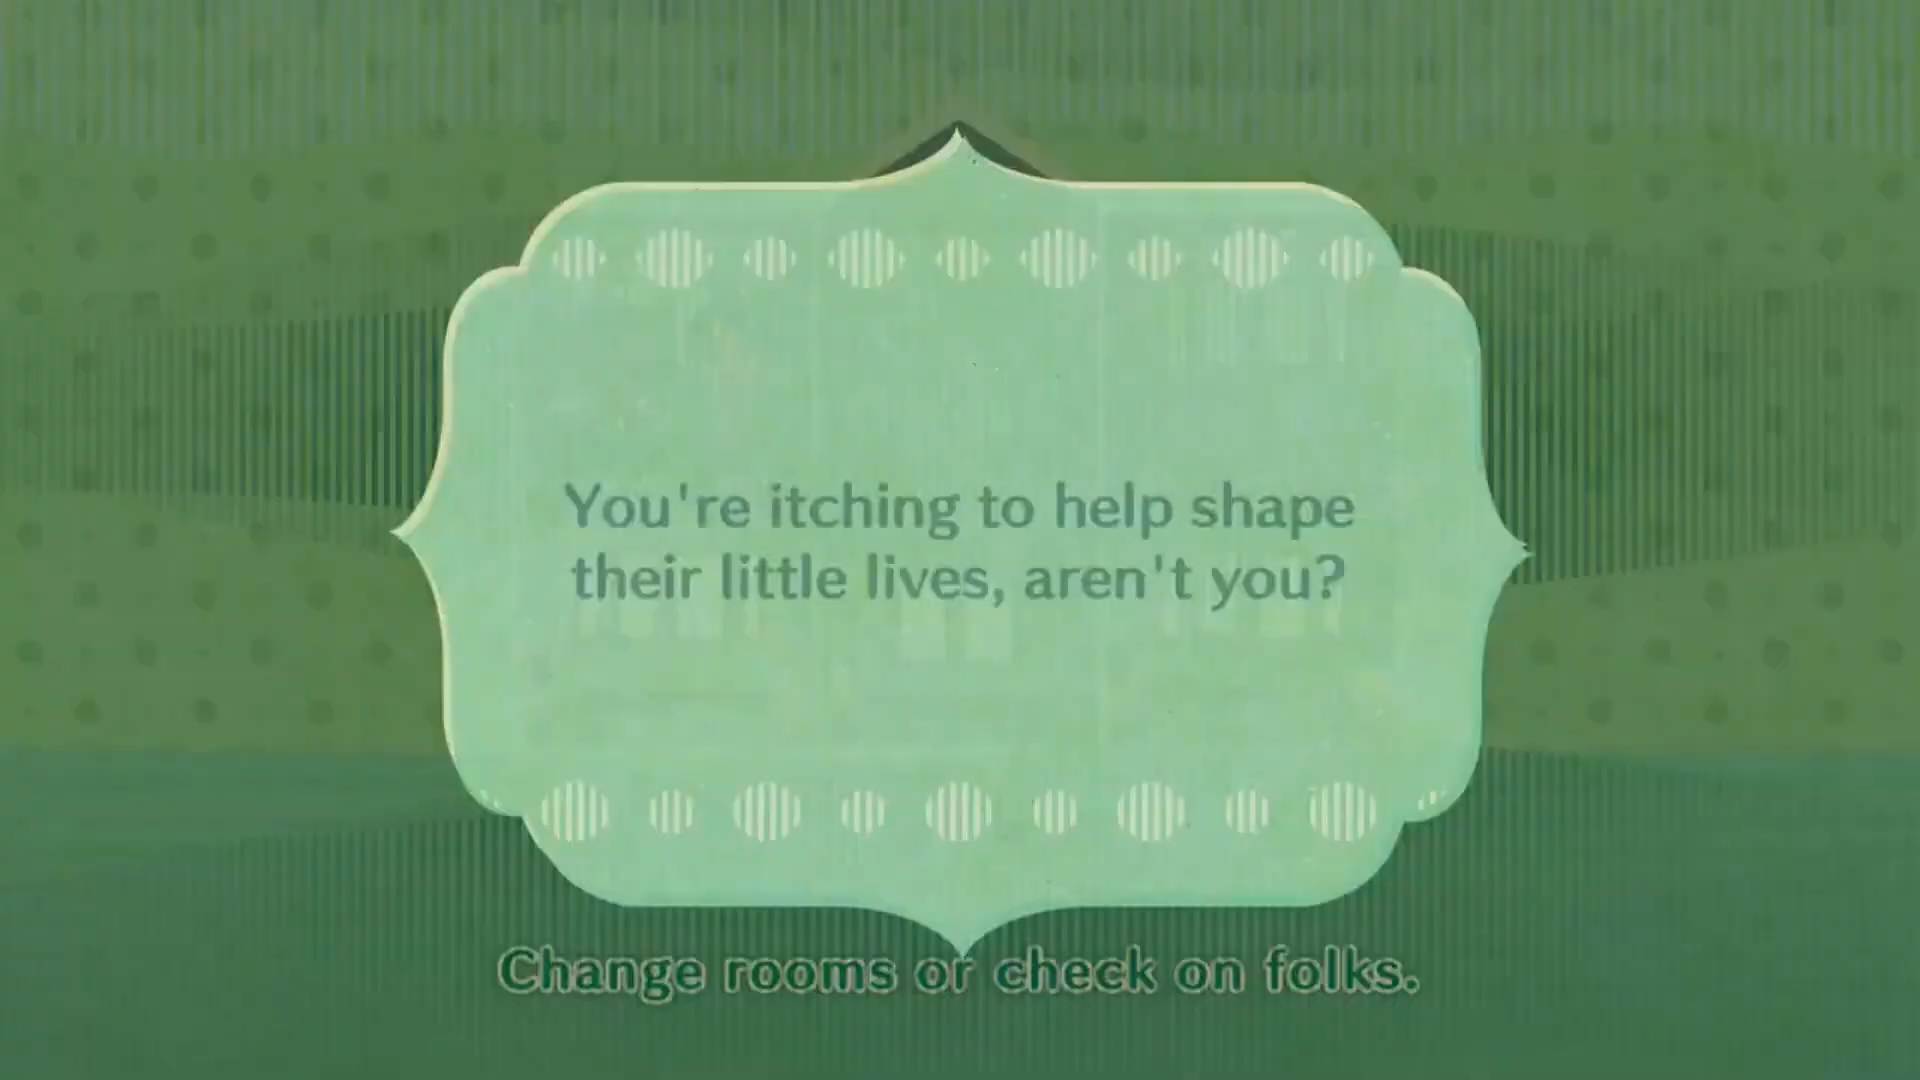 You're itching to help shape
their little lives, aren't you?
Change rooms or check on folks.